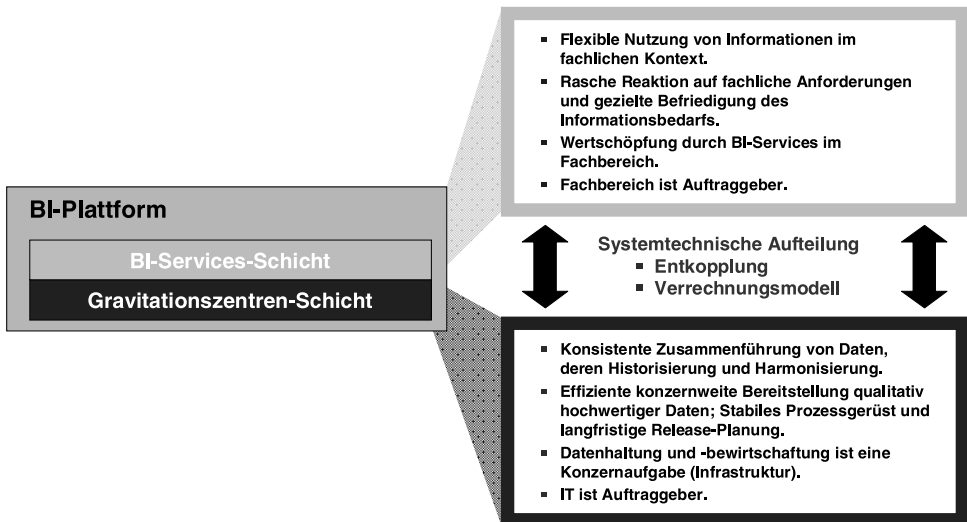 BI-Plattform
BI-Services-Schicht
Gravitationszentren-Schicht
▪ Flexible Nutzung von Informationen im
fachlichen Kontext.
▪ Rasche Reaktion auf fachliche Anforderungen
und gezielte Befriedigung des
Informationsbedarfs.
▪ Wertschöpfung durch BI-Services im
Fachbereich.
▪ Fachbereich ist Auftraggeber.
Systemtechnische Aufteilung
▪ Entkopplung
▪ Verrechnungsmodell
▪ Konsistente Zusammenführung von Daten,
deren Historisierung und Harmonisierung.
▪ Effiziente konzernweite Bereitstellung qualitativ
hochwertiger Daten; Stabiles Prozessgerüst und
langfristige Release-Planung.
▪ Datenhaltung und -bewirtschaftung ist eine
Konzernaufgabe (Infrastruktur).
▪ IT ist Auftraggeber.